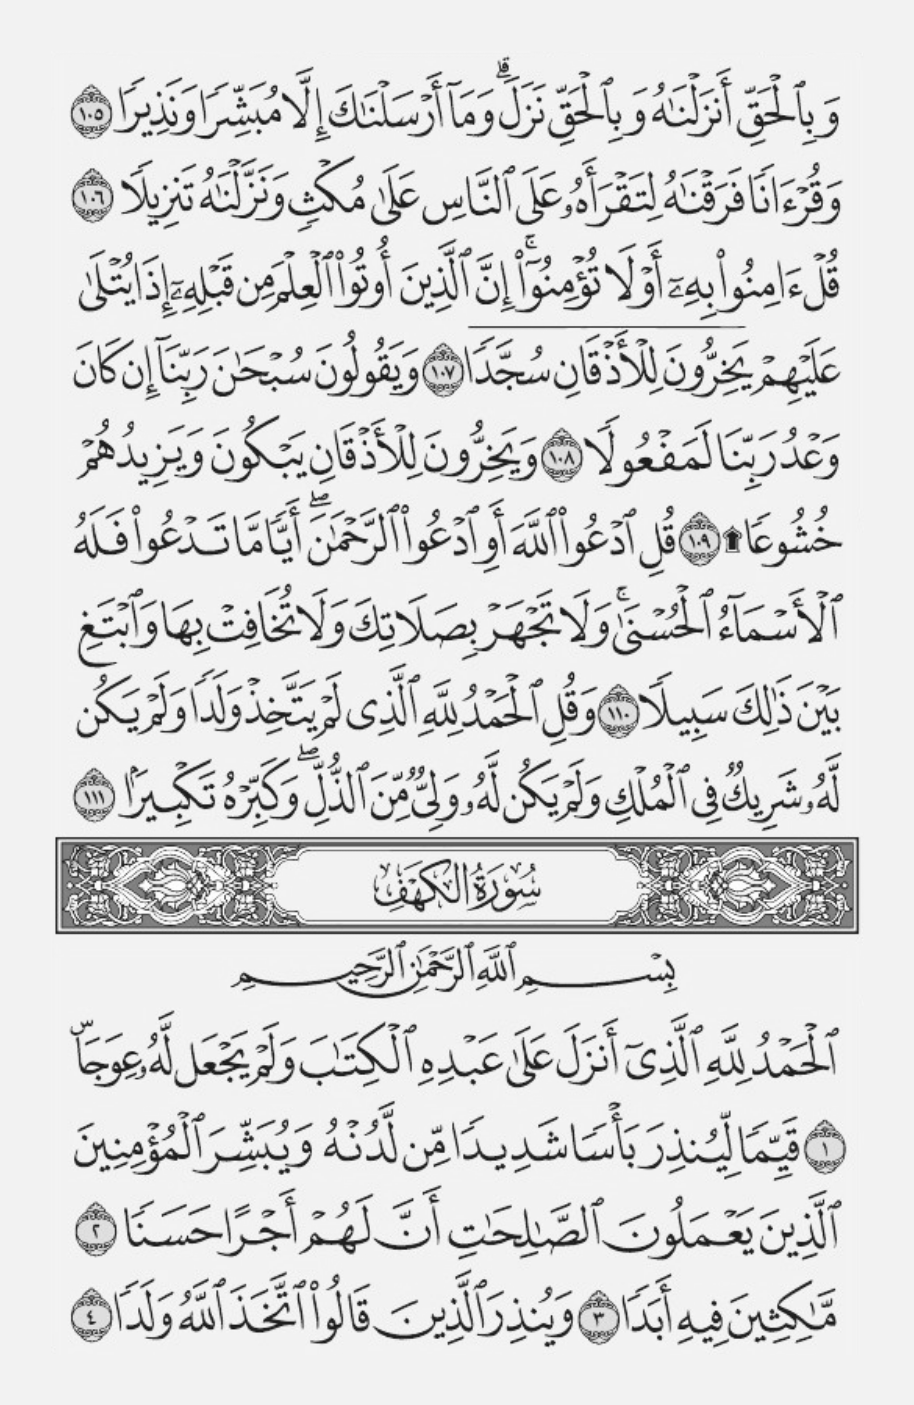 وَبِٱلْحَقِّ أَنزَلْنَٰهُ وَبِٱلْحَقِّ نَزَلَ ۗ وَمَآ أَرْسَلْنَٰكَ إِلَّا مُبَشِّرًا وَنَذِيرًا ١٠٥
وَقُرْءَانًا فَرَقْنَٰهُ لِتَقْرَأَهُۥ عَلَى ٱلنَّاسِ عَلَىٰ مُكْثٍ وَنَزَّلْنَٰهُ تَنزِيلًا ١٠٦
قُلْ ءَامِنُوا۟ بِهِۦٓ أَوْ لَا تُؤْمِنُوٓا۟ ۚ إِنَّ ٱلَّذِينَ أُوتُوا۟ ٱلْعِلْمَ مِن قَبْلِهِۦٓ إِذَا يُتْلَىٰ
عَلَيْهِمْ يَخِرُّونَ لِلْأَذْقَانِ سُجَّدًا ١٠٧ وَيَقُولُونَ سُبْحَٰنَ رَبِّنَآ إِن كَانَ
وَعْدُ رَبِّنَا لَمَفْعُولًا ١٠٨ وَيَخِرُّونَ لِلْأَذْقَانِ يَبْكُونَ وَيَزِيدُهُمْ
خُشُوعًا ۩ ١٠٩ قُلِ ٱدْعُوا۟ ٱللَّهَ أَوِ ٱدْعُوا۟ ٱلرَّحْمَٰنَ ۖ أَيًّا مَّا تَدْعُوا۟ فَلَهُ
ٱلْأَسْمَآءُ ٱلْحُسْنَىٰ ۚ وَلَا تَجْهَرْ بِصَلَاتِكَ وَلَا تُخَافِتْ بِهَا وَٱبْتَغِ
بَيْنَ ذَٰلِكَ سَبِيلًا ١١٠ وَقُلِ ٱلْحَمْدُ لِلَّهِ ٱلَّذِى لَمْ يَتَّخِذْ وَلَدًا وَلَمْ يَكُن
لَّهُۥ شَرِيكٌ فِى ٱلْمُلْكِ وَلَمْ يَكُن لَّهُۥ وَلِىٌّ مِّنَ ٱلذُّلِّ ۖ وَكَبِّرْهُ تَكْبِيرًۢا ١١١
سُورَةُ الكَهْفِ
بِسْمِ ٱللَّهِ ٱلرَّحْمَٰنِ ٱلرَّحِيمِ
ٱلْحَمْدُ لِلَّهِ ٱلَّذِىٓ أَنزَلَ عَلَىٰ عَبْدِهِ ٱلْكِتَٰبَ وَلَمْ يَجْعَل لَّهُۥ عِوَجَاۜ
١ قَيِّمًا لِّيُنذِرَ بَأْسًا شَدِيدًا مِّن لَّدُنْهُ وَيُبَشِّرَ ٱلْمُؤْمِنِينَ
ٱلَّذِينَ يَعْمَلُونَ ٱلصَّٰلِحَٰتِ أَنَّ لَهُمْ أَجْرًا حَسَنًا ٢
مَّٰكِثِينَ فِيهِ أَبَدًا ٣ وَيُنذِرَ ٱلَّذِينَ قَالُوا۟ ٱتَّخَذَ ٱللَّهُ وَلَدًا ٤